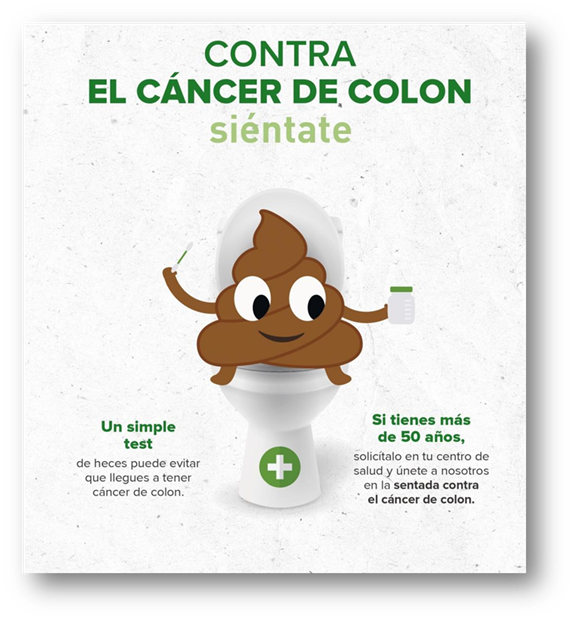 CONTRA
EL CÁNCER DE COLON
siéntate
Un simple
test
de heces puede evitar
que llegues a tener
cáncer de colon.
Si tienes más
de 50 años,
solicítalo en tu centro de
salud y únete a nosotros
en la sentada contra
el cáncer de colon.